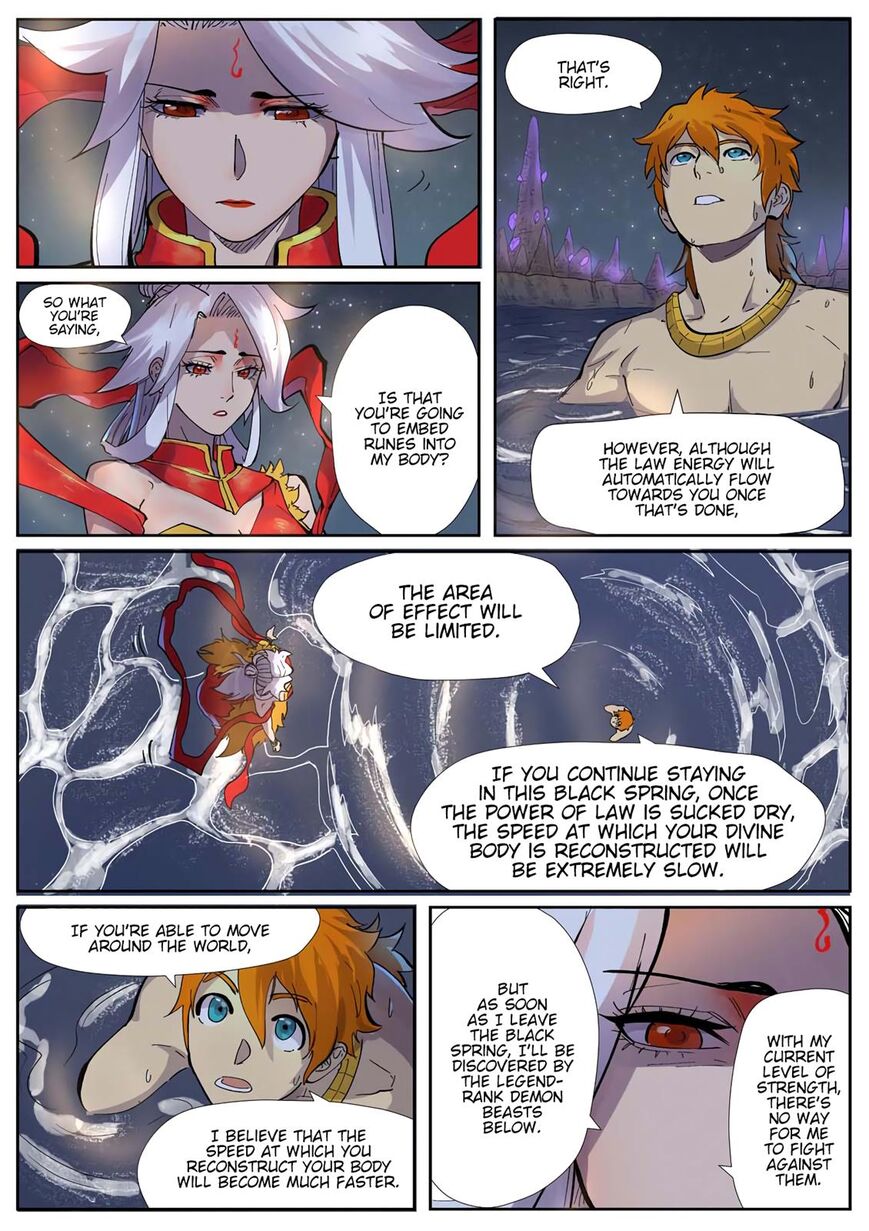 SO WHAT
YOU'RE
SAYING,
IS THAT
YOU'RE GOING
TO EMBED
RUNES INTO
MY BODY?
THAT'S
RIGHT.
HOWEVER, ALTHOUGH
THE LAW ENERGY WILL
AUTOMATICALLY FLOW
TOWARDS YOU ONCE
THAT'S DONE,
THE AREA
OF EFFECT WILL
BE LIMITED.
IF YOU CONTINUE STAYING
IN THIS BLACK SPRING, ONCE
THE POWER OF LAW IS SUCKED DRY,
THE SPEED AT WHICH YOUR DIVINE
BODY IS RECONSTRUCTED WILL
BE EXTREMELY SLOW.
IF YOU'RE ABLE TO MOVE
AROUND THE WORLD,
I BELIEVE THAT THE
SPEED AT WHICH YOU
RECONSTRUCT YOUR BODY
WILL BECOME MUCH FASTER.
BUT
AS SOON
AS I LEAVE
THE BLACK
SPRING, I'LL BE
DISCOVERED BY
THE LEGEND-
RANK DEMON
BEASTS
BELOW.
WITH MY
CURRENT
LEVEL OF
STRENGTH,
THERE'S
NO WAY
FOR ME
TO FIGHT
AGAINST
THEM.